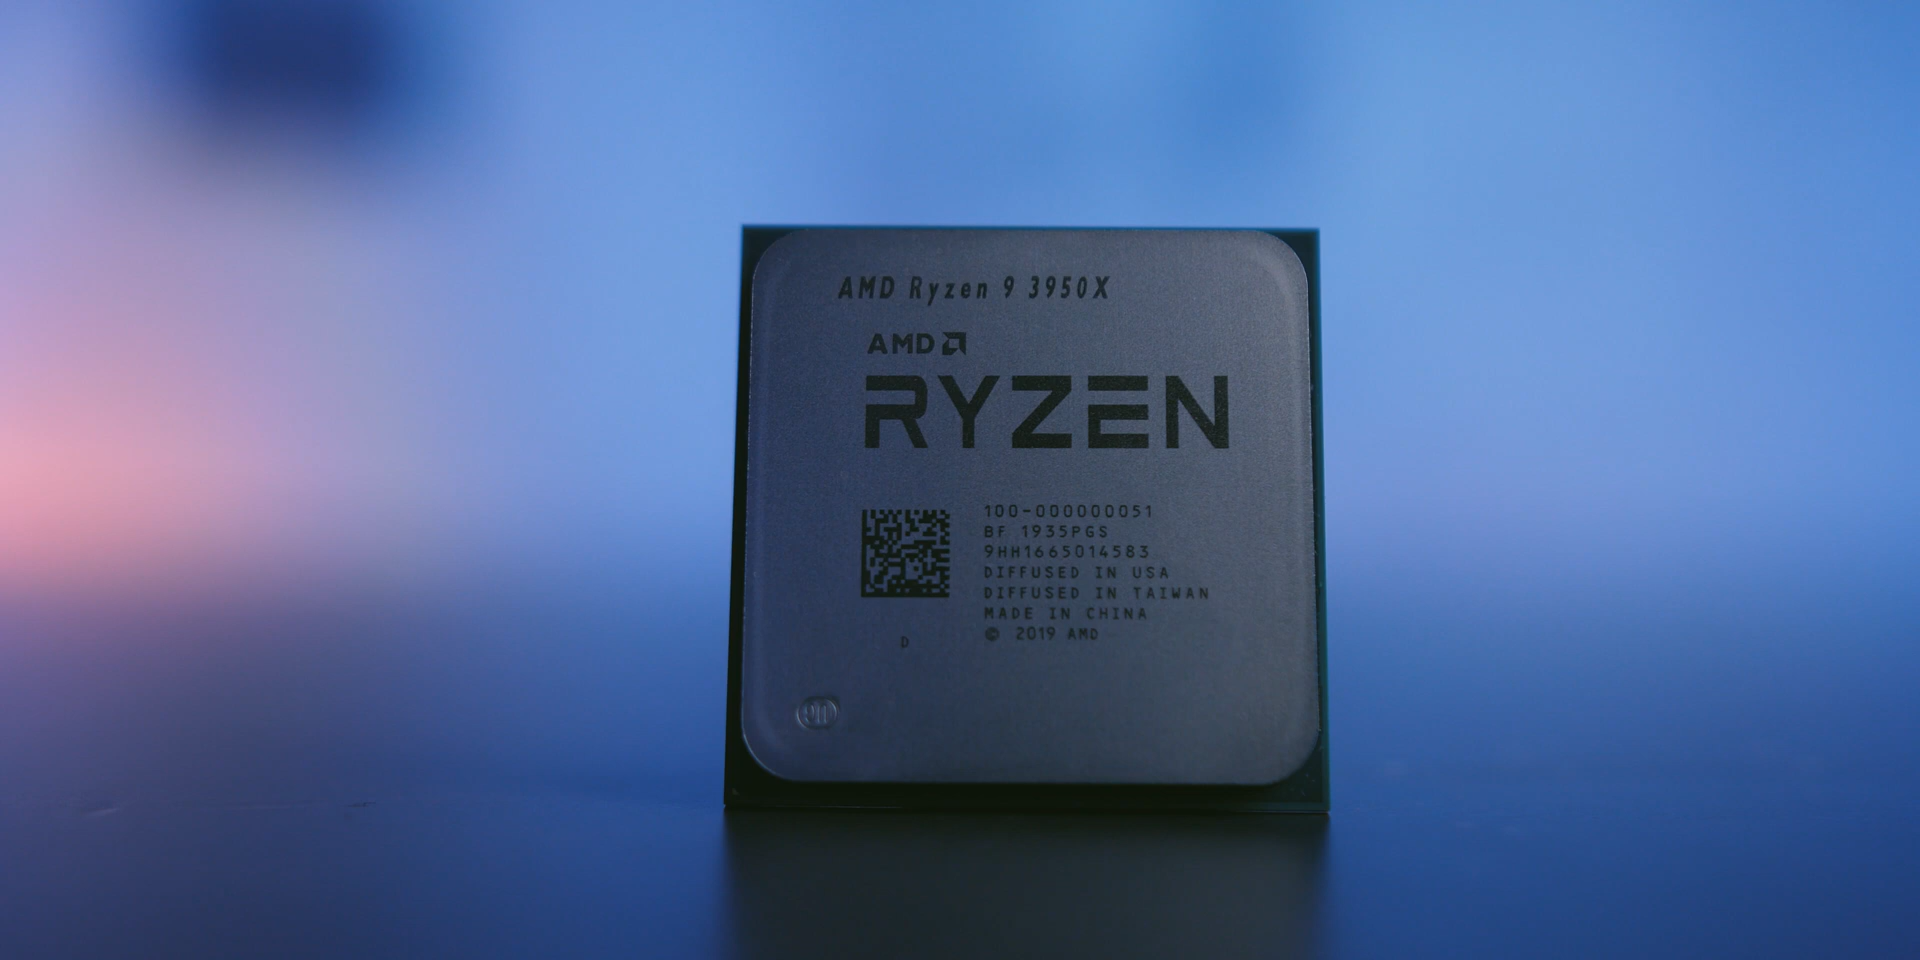 AMD Ryzen 9 3950X
AMD
RYZEN
100-000000051
BF 1935PGS
9HH1665014583
DIFFUSED IN USA
DIFFUSED IN TAIWAN
MADE IN CHINA
© 2019 AMD
D